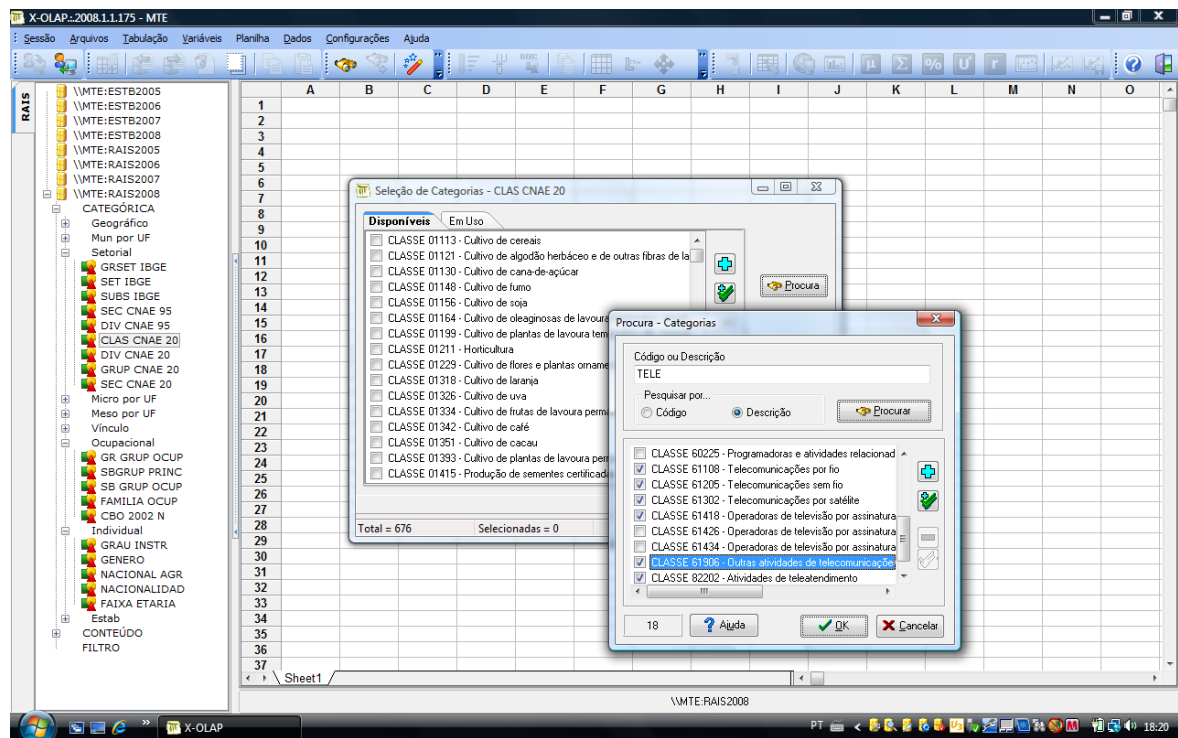 X-OLAP.:.2008.1.1.175 - MTE
Sessão Arquivos Tabulação Variáveis Planilha Dados Configurações Ajuda
RAIS
\\MTE:ESTB2005
\\MTE:ESTB2006
\\MTE:ESTB2007
\\MTE:ESTB2008
\\MTE:RAIS2005
\\MTE:RAIS2006
\\MTE:RAIS2007
\\MTE:RAIS2008
CATEGÓRICA
Geográfico
Mun por UF
Setorial
GRSET IBGE
SET IBGE
SUBS IBGE
SEC CNAE 95
DIV CNAE 95
CLAS CNAE 20
DIV CNAE 20
GRUP CNAE 20
SEC CNAE 20
Micro por UF
Meso por UF
Vínculo
Ocupacional
GR GRUP OCUP
SBGRUP PRINC
SB GRUP OCUP
FAMILIA OCUP
CBO 2002 N
Individual
GRAU INSTR
GENERO
NACIONAL AGR
NACIONALIDAD
FAIXA ETARIA
Estab
CONTEÚDO
FILTRO
A B C D E F G H I J K L M N O
1
2
3
4
5
6
7
8
9
10
11
12
13
14
15
16
17
18
19
20
21
22
23
24
25
26
27
28
29
30
31
32
33
34
35
36
37
Seleção de Categorias - CLAS CNAE 20
Disponíveis Em Uso
CLASSE 01113 - Cultivo de cereais
CLASSE 01121 - Cultivo de algodão herbáceo e de outras fibras de la
CLASSE 01130 - Cultivo de cana-de-açúcar
CLASSE 01148 - Cultivo de fumo
CLASSE 01156 - Cultivo de soja
CLASSE 01164 - Cultivo de oleaginosas de lavoura
CLASSE 01199 - Cultivo de plantas de lavoura tem
CLASSE 01211 - Horticultura
CLASSE 01229 - Cultivo de flores e plantas orname
CLASSE 01318 - Cultivo de laranja
CLASSE 01326 - Cultivo de uva
CLASSE 01334 - Cultivo de frutas de lavoura perm
CLASSE 01342 - Cultivo de café
CLASSE 01351 - Cultivo de cacau
CLASSE 01393 - Cultivo de plantas de lavoura per
CLASSE 01415 - Produção de sementes certificad
Procura
Total = 676 Selecionadas = 0
Procura - Categorias
Código ou Descrição
TELE
Pesquisar por...
Código Descrição Procurar
CLASSE 60225 - Programadoras e atividades relacionad
CLASSE 61108 - Telecomunicações por fio
CLASSE 61205 - Telecomunicações sem fio
CLASSE 61302 - Telecomunicações por satélite
CLASSE 61418 - Operadoras de televisão por assinatura
CLASSE 61426 - Operadoras de televisão por assinatura
CLASSE 61434 - Operadoras de televisão por assinatura
CLASSE 61906 - Outras atividades de telecomunicaçõe
CLASSE 82202 - Atividades de teleatendimento
18 Ajuda OK Cancelar
Sheet1
\\MTE:RAIS2008
X-OLAP
PT
18:20